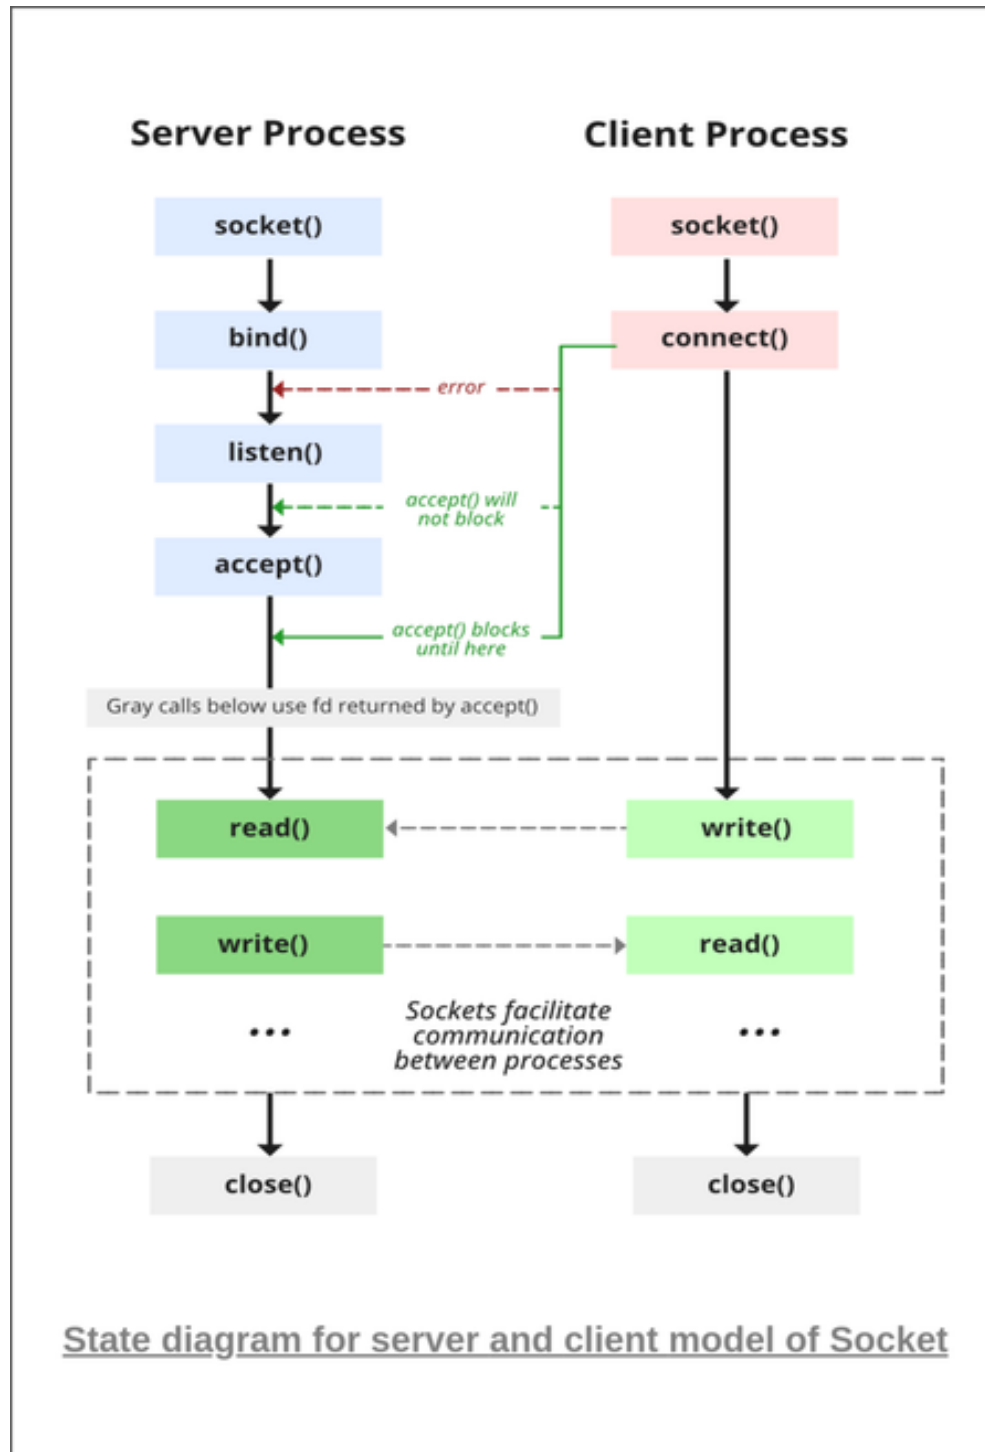 Server Process
Client Process
socket()
socket()
bind()
connect()
error
listen()
accept() will
not block
accept()
accept() blocks
until here
Gray calls below use fd returned by accept()
read()
write()
write()
read()
...
Sockets facilitate
communication
between processes
...
close()
close()
State diagram for server and client model of Socket